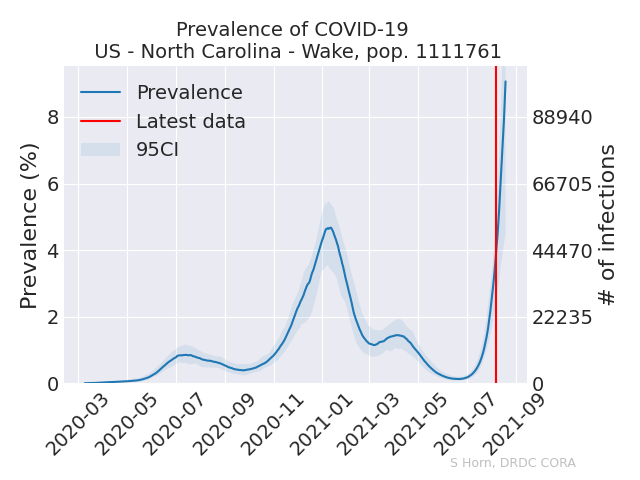 Prevalence of COVID-19
US - North Carolina - Wake, pop. 1111761
Prevalence
Latest data
95CI
Prevalence (%)
8
6
4
2
0
88940
66705
44470
22235
0
# of infections
2020-03
2020-05
2020-07
2020-09
2020-11
2021-01
2021-03
2021-05
2021-07
2021-09
S Horn, DRDC CORA